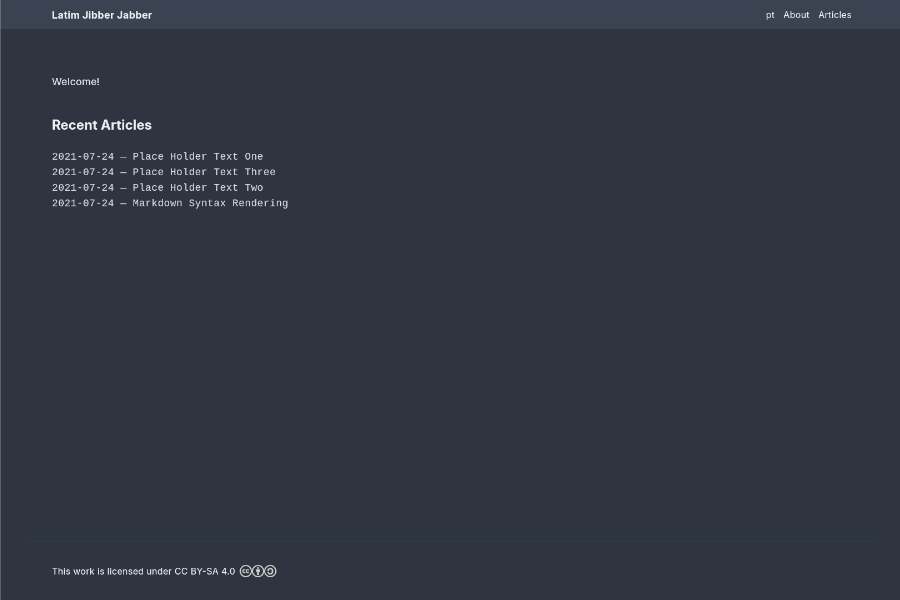 Latim Jibber Jabber
pt About Articles
Welcome!
Recent Articles
2021-07-24 — Place Holder Text One
2021-07-24 — Place Holder Text Three
2021-07-24 — Place Holder Text Two
2021-07-24 — Markdown Syntax Rendering
This work is licensed under CC BY-SA 4.0